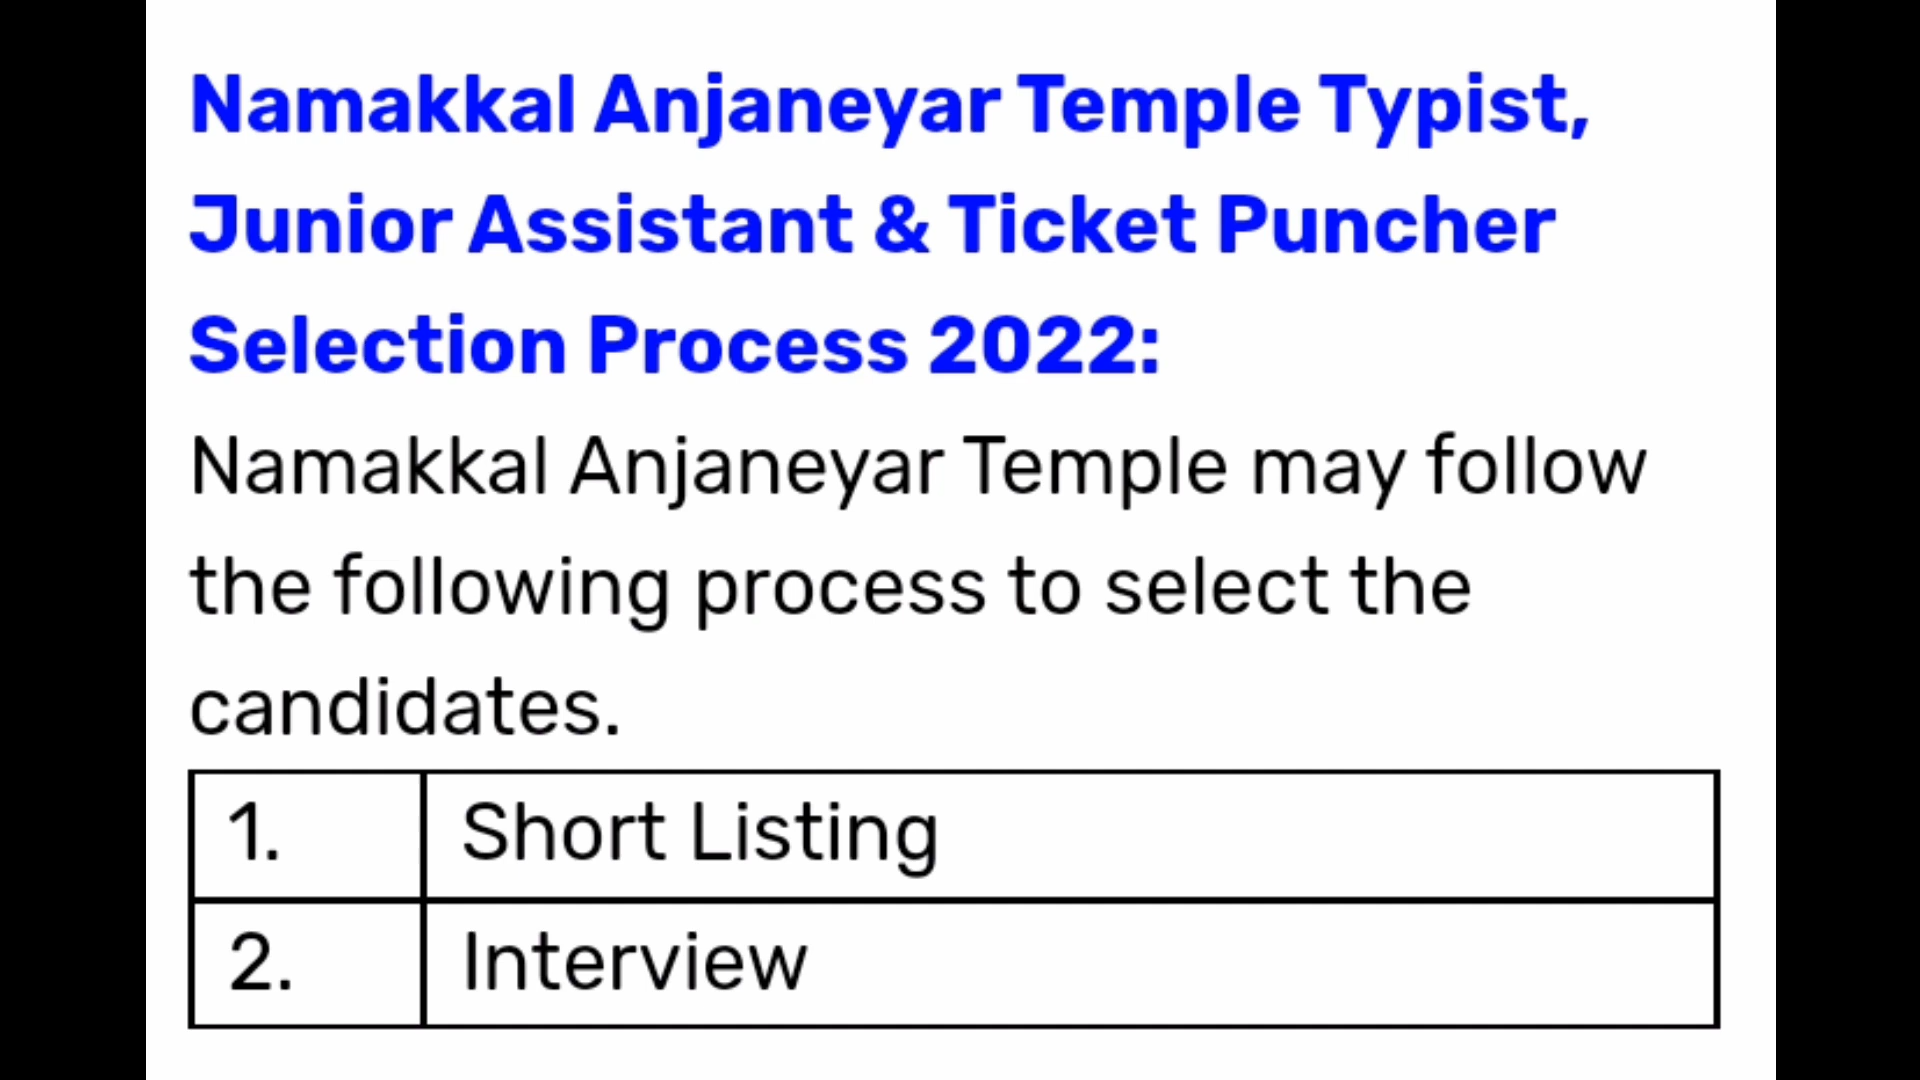 Namakkal Anjaneyar Temple Typist,
Junior Assistant & Ticket Puncher
Selection Process 2022:
Namakkal Anjaneyar Temple may follow
the following process to select the
candidates.
1. Short Listing
2. Interview